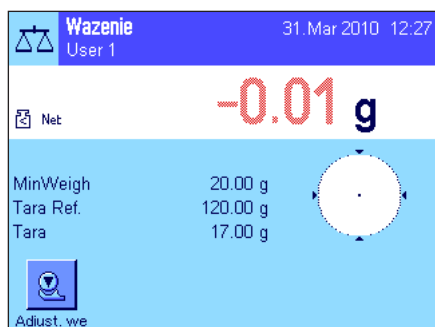 Wazenie
31.Mar 2010 12:27
User 1
-0.01 g
Net
MinWeigh 20.00 g
Tara Ref. 120.00 g
Tara 17.00 g
Adjust. we